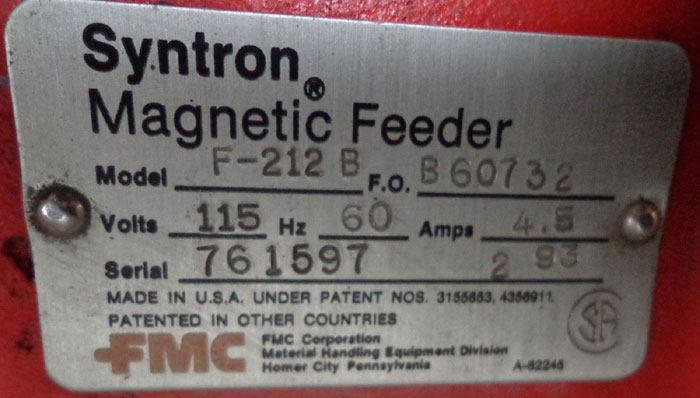 Syntron®
Magnetic Feeder
Model F-212 B F.O. B60732
Volts 115 Hz 60 Amps 4.5
Serial 761597 2 93
MADE IN U.S.A. UNDER PATENT NOS. 3155853, 4356911.
PATENTED IN OTHER COUNTRIES
SA
FMC FMC Corporation
Material Handling Equipment Division
Homer City Pennsylvania A-62245